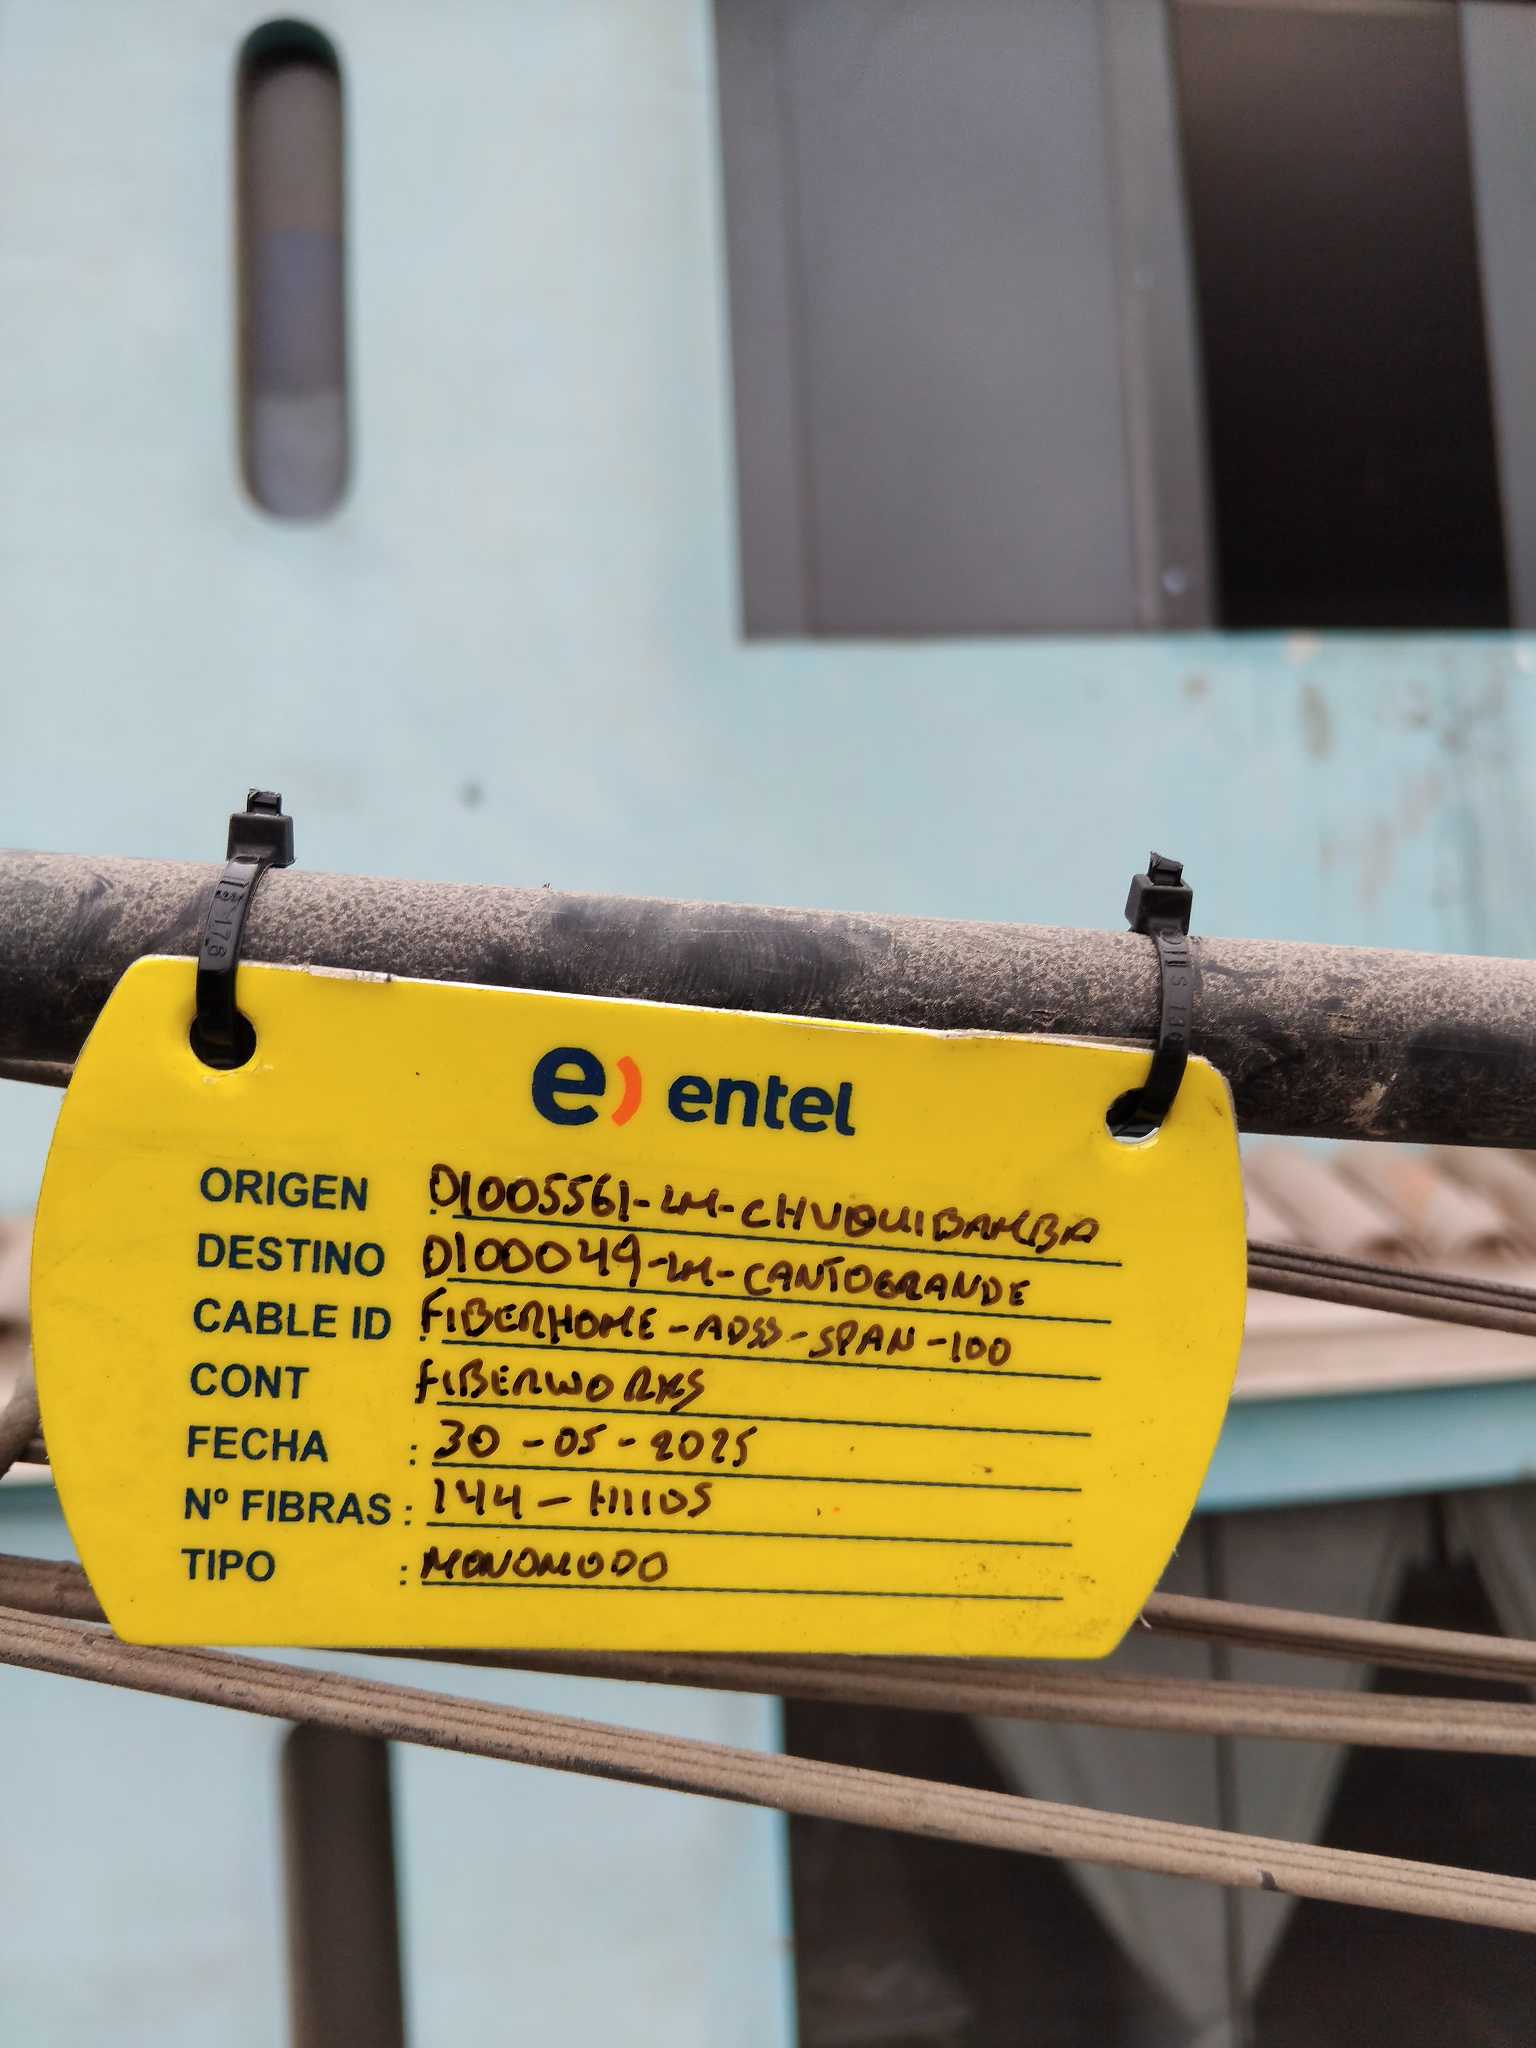 e) entel
ORIGEN : D1005561-LM-CHUQUIBAMBA
DESTINO D100049-LM-CANTOGRANDE
CABLE ID : FIBERHOME-ADSS-SPAN-100
CONT FIBERWORKS
FECHA : 30-05-2025
Nº FIBRAS : 144-HILOS
TIPO : MONOMODO